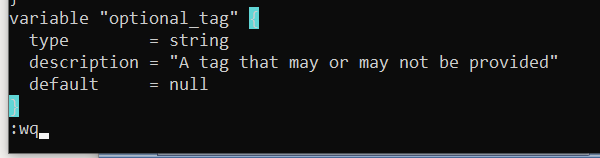 }
variable "optional_tag" {
  type        = string
  description = "A tag that may or may not be provided"
  default     = null
}
:wq